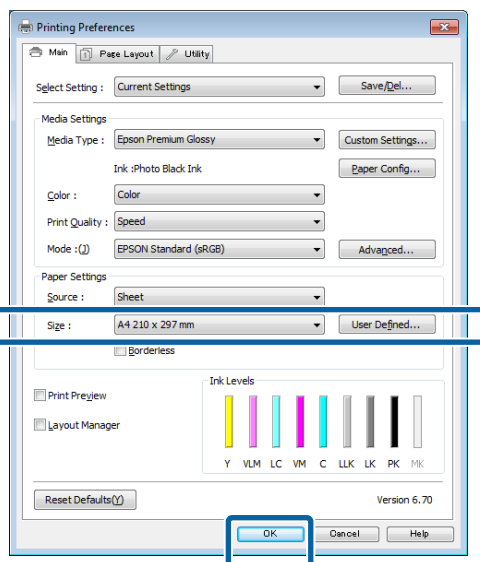 Printing Preferences
Main Page Layout Utility
Select Setting : Current Settings Save/Del...
Media Settings
Media Type : Epson Premium Glossy Custom Settings...
Ink :Photo Black Ink Paper Config...
Color : Color
Print Quality : Speed
Mode :(J) EPSON Standard (sRGB) Advanced...
Paper Settings
Source : Sheet
Size : A4 210 x 297 mm User Defined...
Borderless
Ink Levels
Print Preview
Layout Manager
Y VLM LC VM C LLK LK PK MK
Reset Defaults(Y) Version 6.70
OK Cancel Help